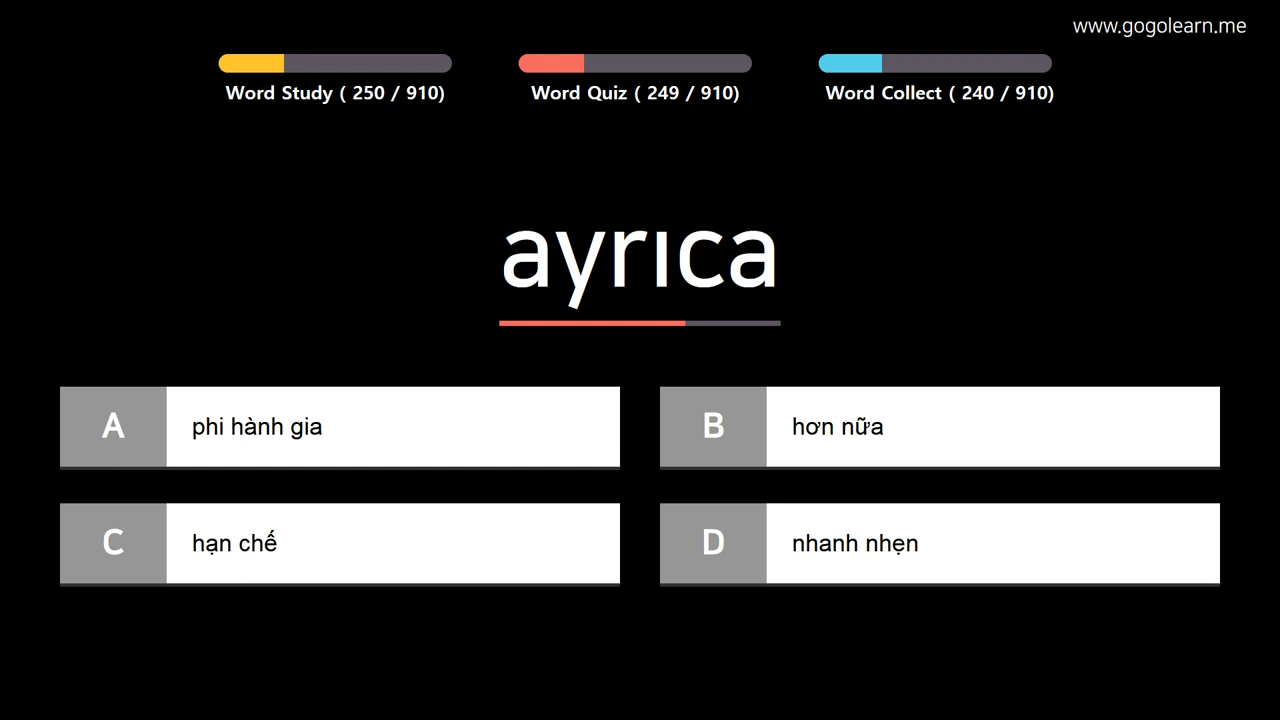 www.gogolearn.me
Word Study ( 250 / 910)
Word Quiz ( 249 / 910)
Word Collect ( 240 / 910)
ayrıca
A
phi hành gia
B
hơn nữa
C
hạn chế
D
nhanh nhẹn